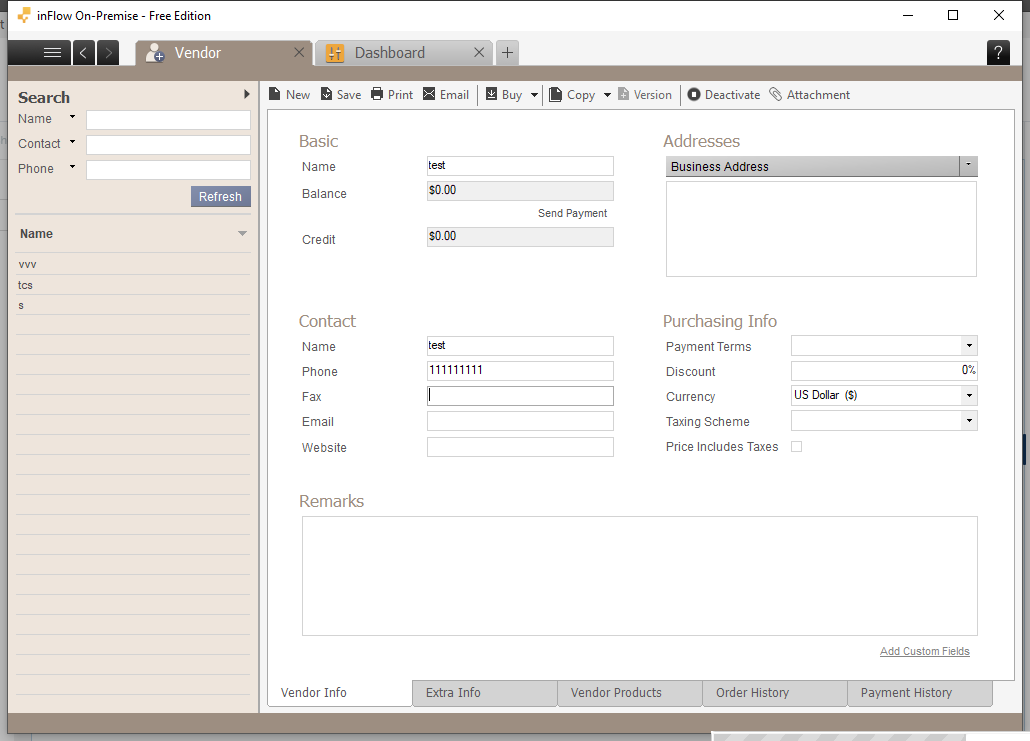 inFlow On-Premise - Free Edition
Vendor
Dashboard
?
Search
Name
Contact
Phone
Refresh
Name
vvv
tcs
s
New Save Print Email Buy Copy Version Deactivate Attachment
Basic
Name test
Balance $0.00
Send Payment
Credit $0.00
Addresses
Business Address
Contact
Name test
Phone 111111111
Fax
Email
Website
Purchasing Info
Payment Terms
Discount 0%
Currency US Dollar ($)
Taxing Scheme
Price Includes Taxes
Remarks
Add Custom Fields
Vendor Info Extra Info Vendor Products Order History Payment History